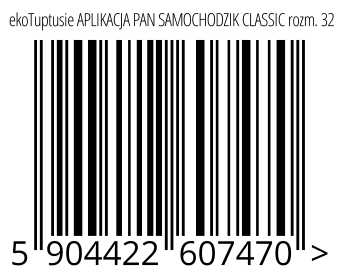 ekoTuptusie APLIKACJA PAN SAMOCHODZIK CLASSIC rozm. 32
5 904422 607470 >